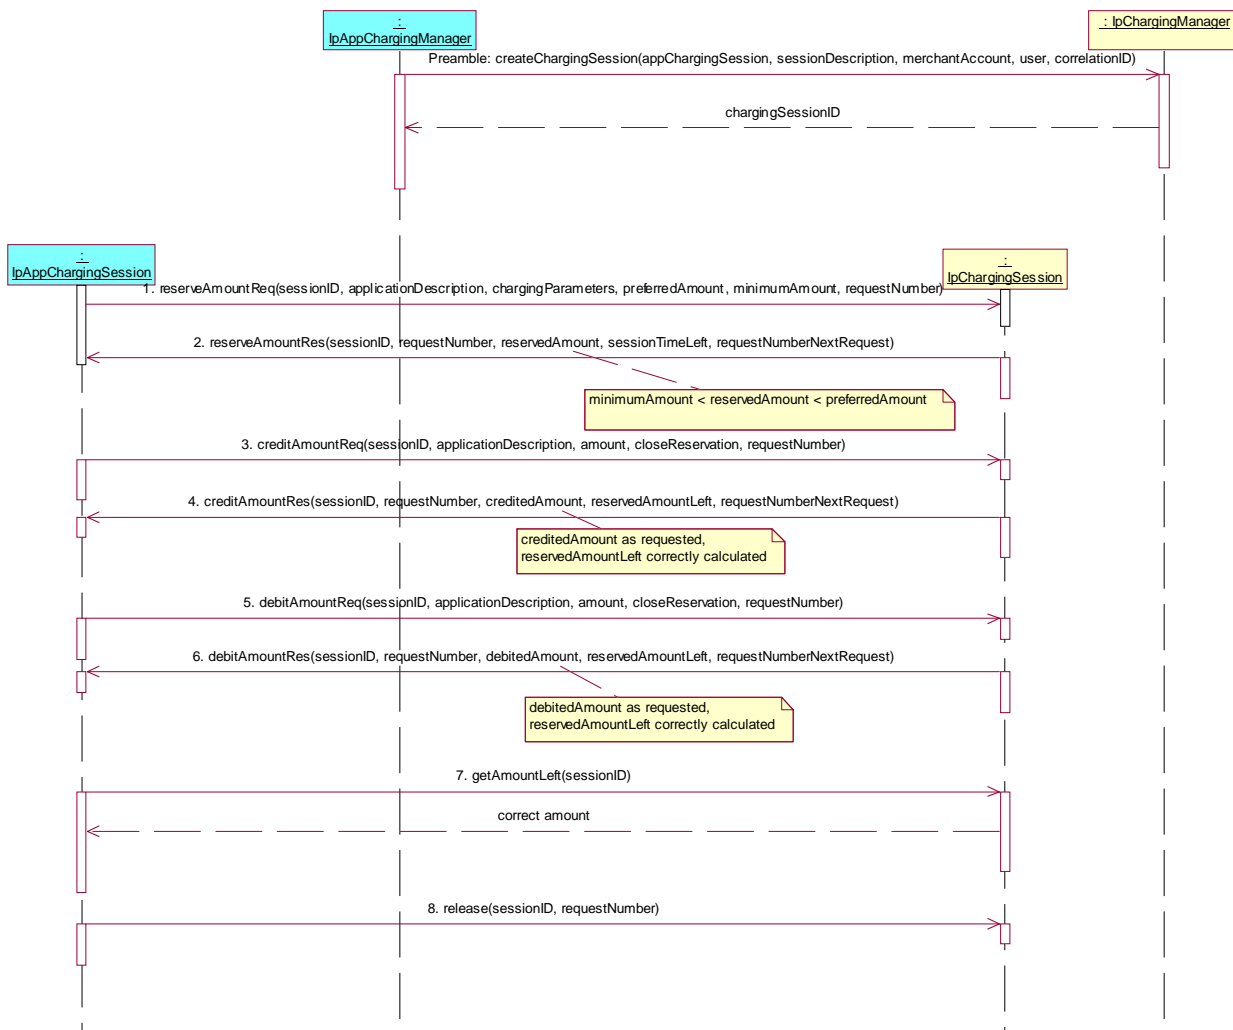 :
IpAppChargingManager
: IpChargingManager
Preamble: createChargingSession(appChargingSession, sessionDescription, merchantAccount, user, correlationID)
chargingSessionID
:
IpAppChargingSession
:
IpChargingSession
1. reserveAmountReq(sessionID, applicationDescription, chargingParameters, preferredAmount, minimumAmount, requestNumber)
2. reserveAmountRes(sessionID, requestNumber, reservedAmount, sessionTimeLeft, requestNumberNextRequest)
minimumAmount < reservedAmount < preferredAmount
3. creditAmountReq(sessionID, applicationDescription, amount, closeReservation, requestNumber)
4. creditAmountRes(sessionID, requestNumber, creditedAmount, reservedAmountLeft, requestNumberNextRequest)
creditedAmount as requested,
reservedAmountLeft correctly calculated
5. debitAmountReq(sessionID, applicationDescription, amount, closeReservation, requestNumber)
6. debitAmountRes(sessionID, requestNumber, debitedAmount, reservedAmountLeft, requestNumberNextRequest)
debitedAmount as requested,
reservedAmountLeft correctly calculated
7. getAmountLeft(sessionID)
correct amount
8. release(sessionID, requestNumber)